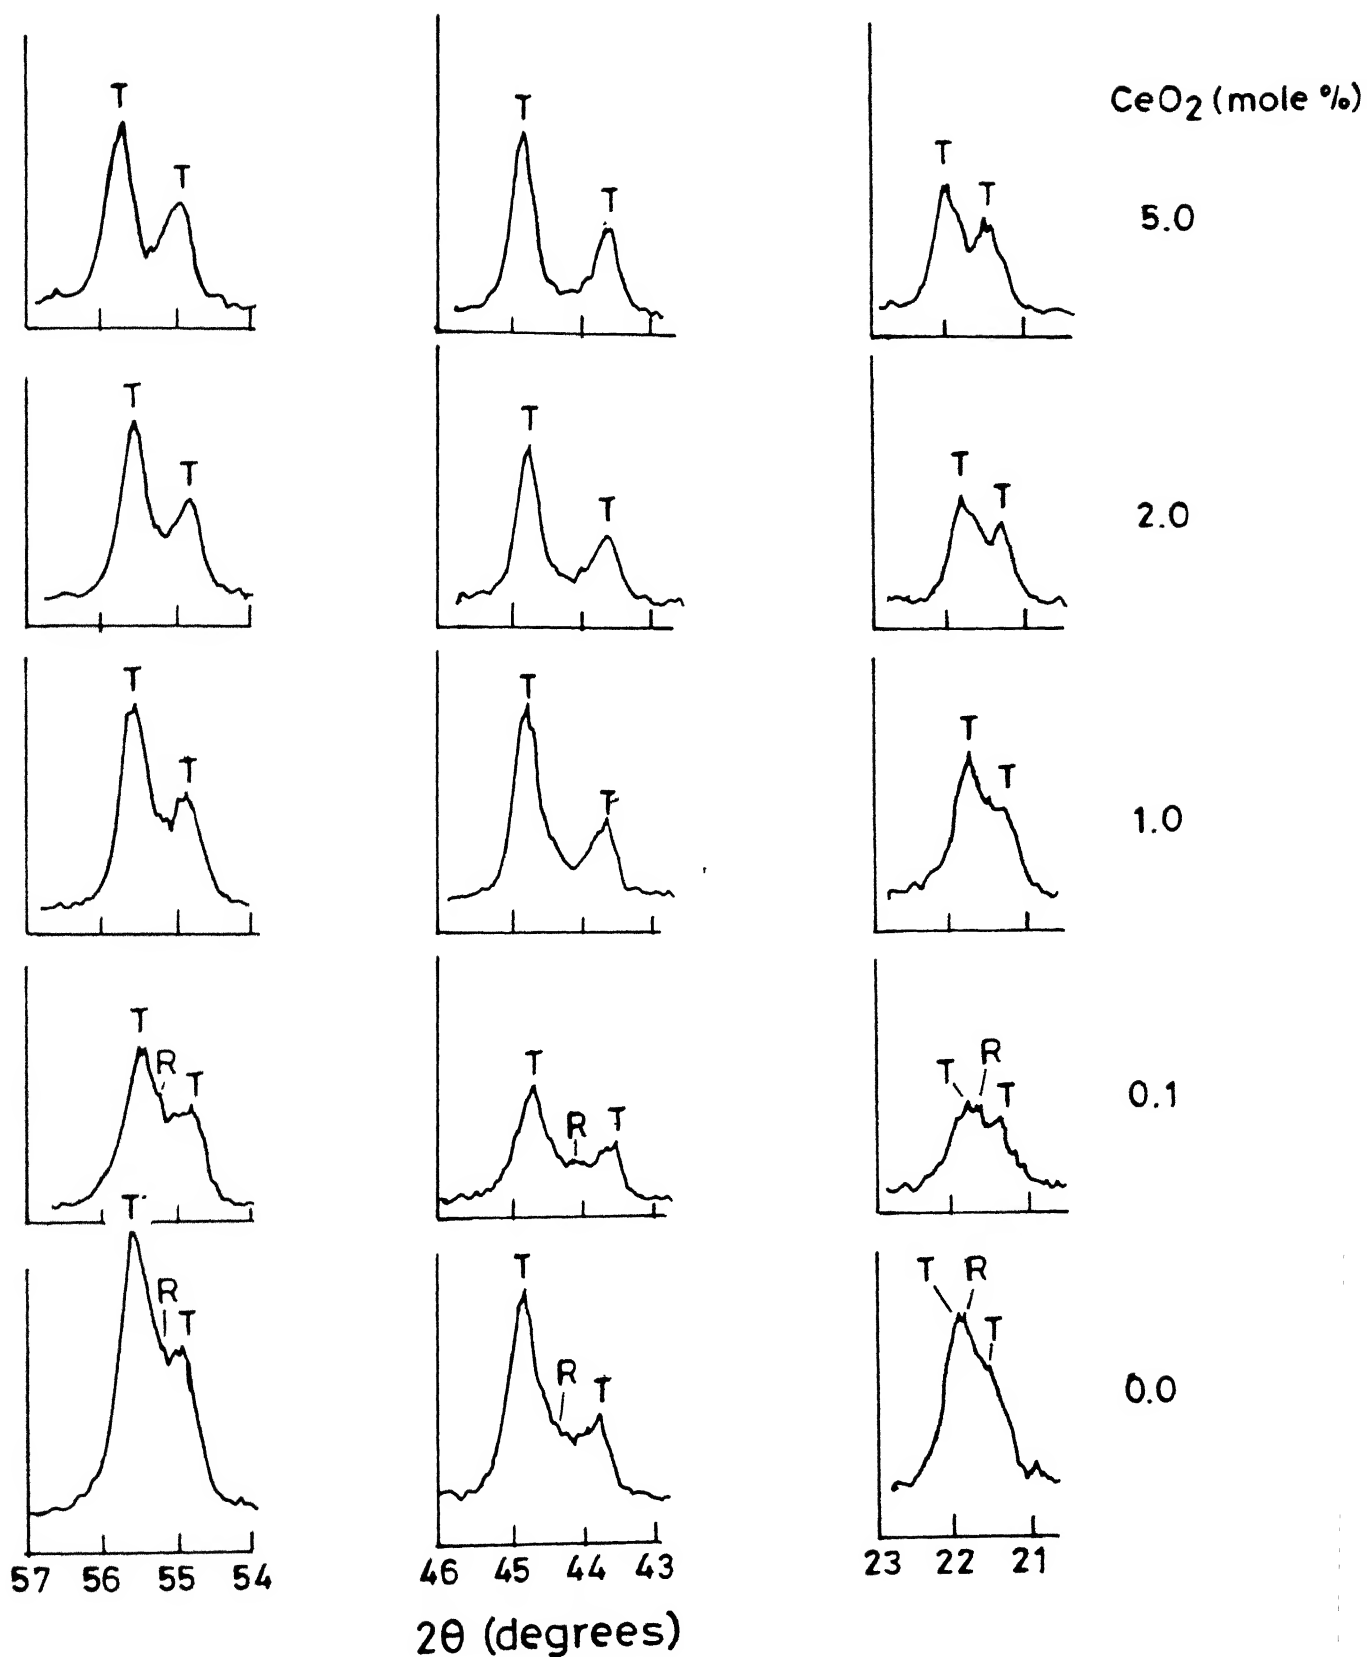 CeO2 (mole %)
T T T T T T 5.0
T T T T T T 2.0
T T T T T T 1.0
T R T T R T T R T 0.1
T R T T R T T R T 0.0
57 56 55 54 46 45 44 43 23 22 21
2θ (degrees)